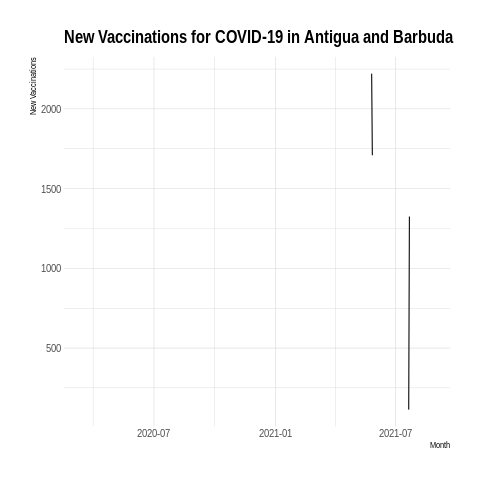 New Vaccinations for COVID-19 in Antigua and Barbuda
New Vaccinations
2000
1500
1000
500
2020-07
2021-01
2021-07
Month